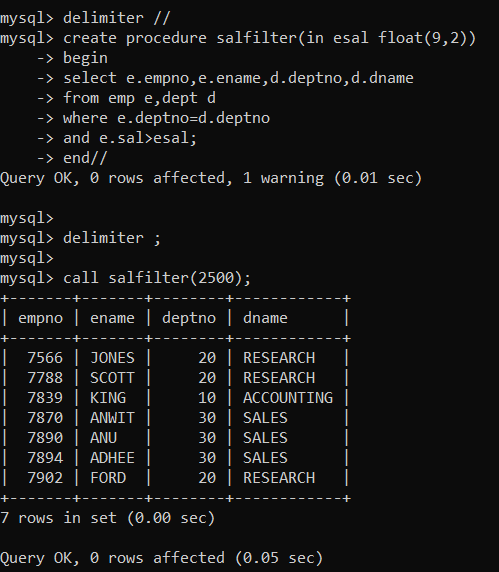 mysql> delimiter //
mysql> create procedure salfilter(in esal float(9,2))
    -> begin
    -> select e.empno,e.ename,d.deptno,d.dname
    -> from emp e,dept d
    -> where e.deptno=d.deptno
    -> and e.sal>esal;
    -> end//
Query OK, 0 rows affected, 1 warning (0.01 sec)

mysql>
mysql> delimiter ;
mysql>
mysql> call salfilter(2500);
+-------+-------+--------+------------+
| empno | ename | deptno | dname      |
+-------+-------+--------+------------+
|  7566 | JONES |     20 | RESEARCH   |
|  7788 | SCOTT |     20 | RESEARCH   |
|  7839 | KING  |     10 | ACCOUNTING |
|  7870 | ANWIT |     30 | SALES      |
|  7890 | ANU   |     30 | SALES      |
|  7894 | ADHEE |     30 | SALES      |
|  7902 | FORD  |     20 | RESEARCH   |
+-------+-------+--------+------------+
7 rows in set (0.00 sec)

Query OK, 0 rows affected (0.05 sec)